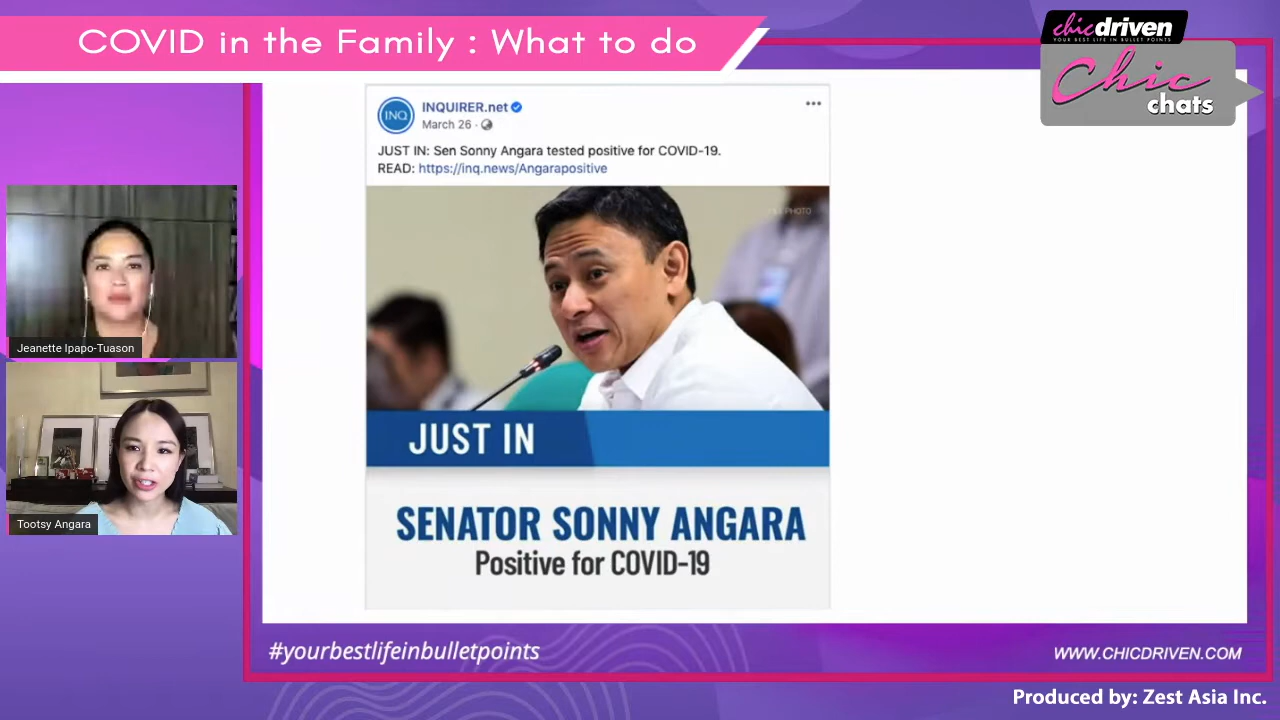 COVID in the Family : What to do
chicdriven
YOUR BEST LIFE IN BULLET POINTS
Chic
chats
INQUIRER.net
INQ
March 26 ·
JUST IN: Sen Sonny Angara tested positive for COVID-19.
READ: https://inq.news/Angarapositive
PHOTO
JUST IN
SENATOR SONNY ANGARA
Positive for COVID-19
Jeanette Ipapo-Tuason
Tootsy Angara
#yourbestlifeinbulletpoints
WWW.CHICDRIVEN.COM
Produced by: Zest Asia Inc.